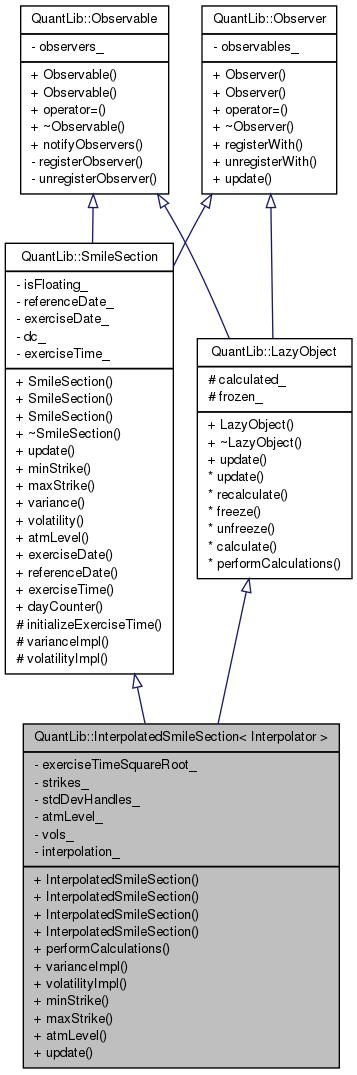 QuantLib::Observable
- observers_
+ Observable()
+ Observable()
+ operator=()
+ ~Observable()
+ notifyObservers()
- registerObserver()
- unregisterObserver()
QuantLib::Observer
- observables_
+ Observer()
+ Observer()
+ operator=()
+ ~Observer()
+ registerWith()
+ unregisterWith()
+ update()
QuantLib::SmileSection
- isFloating_
- referenceDate_
- exerciseDate_
- dc_
- exerciseTime_
+ SmileSection()
+ SmileSection()
+ SmileSection()
+ ~SmileSection()
+ update()
+ minStrike()
+ maxStrike()
+ variance()
+ volatility()
+ atmLevel()
+ exerciseDate()
+ referenceDate()
+ exerciseTime()
+ dayCounter()
# initializeExerciseTime()
# varianceImpl()
# volatilityImpl()
QuantLib::LazyObject
# calculated_
# frozen_
+ LazyObject()
+ ~LazyObject()
+ update()
* update()
* recalculate()
* freeze()
* unfreeze()
* calculate()
* performCalculations()
QuantLib::InterpolatedSmileSection< Interpolator >
- exerciseTimeSquareRoot_
- strikes_
- stdDevHandles_
- atmLevel_
- vols_
- interpolation_
+ InterpolatedSmileSection()
+ InterpolatedSmileSection()
+ InterpolatedSmileSection()
+ InterpolatedSmileSection()
+ performCalculations()
+ varianceImpl()
+ volatilityImpl()
+ minStrike()
+ maxStrike()
+ atmLevel()
+ update()